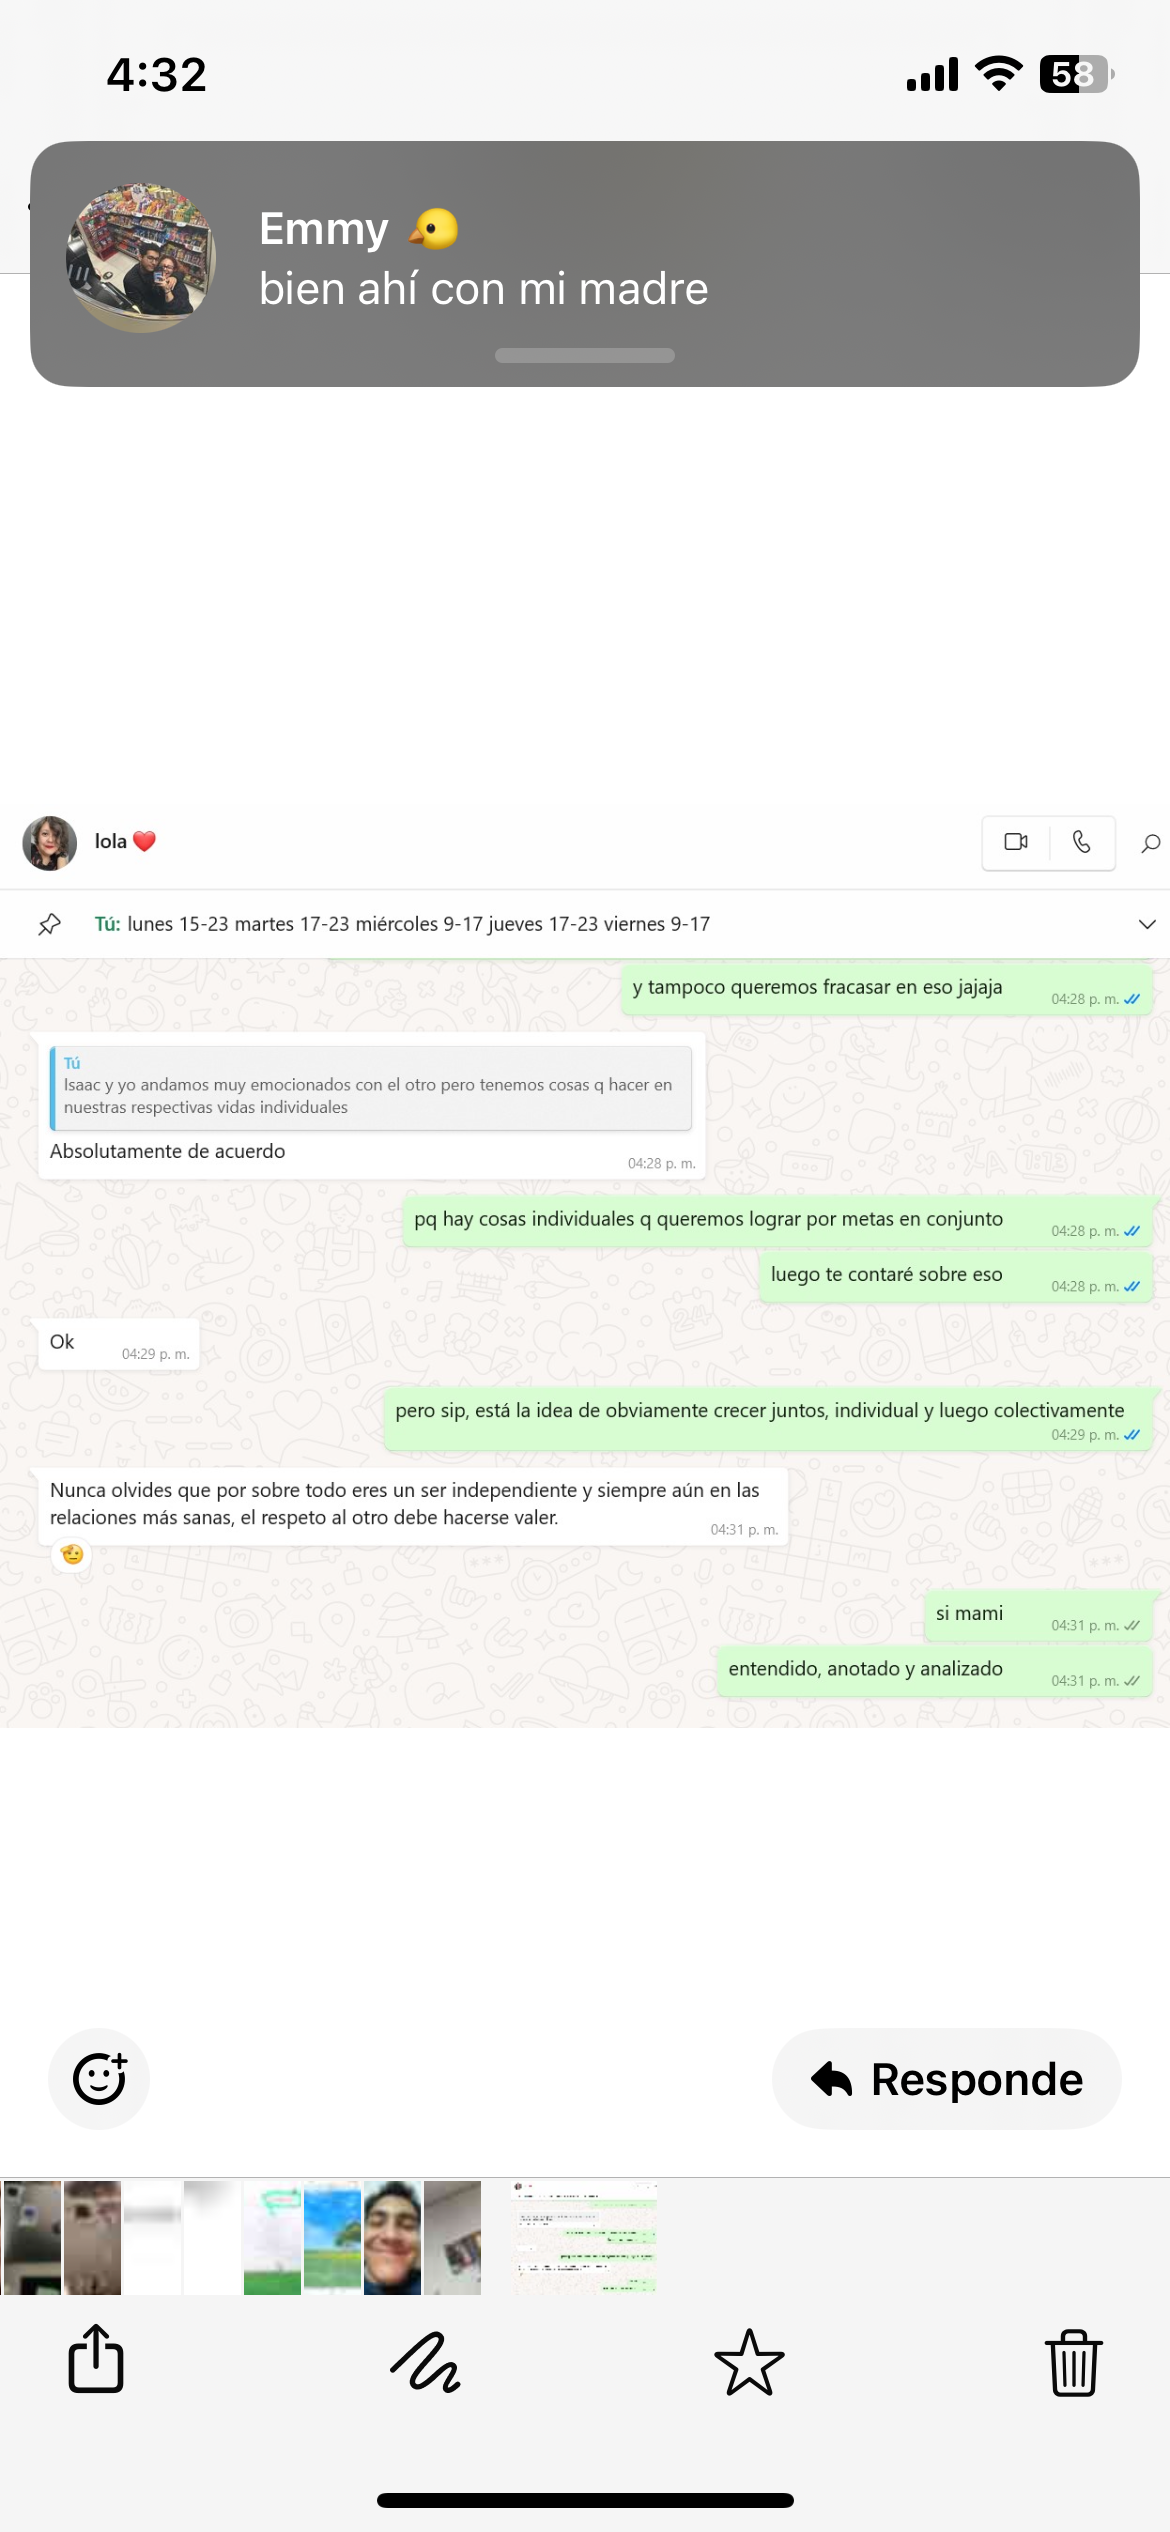 4:32
58
Emmy 🐤
bien ahí con mi madre
lola ❤️
Tú: lunes 15-23 martes 17-23 miércoles 9-17 jueves 17-23 viernes 9-17
y tampoco queremos fracasar en eso jajaja
04:28 p. m.
Tú
Isaac y yo andamos muy emocionados con el otro pero tenemos cosas q hacer en
nuestras respectivas vidas individuales
Absolutamente de acuerdo
04:28 p. m.
pq hay cosas individuales q queremos lograr por metas en conjunto
04:28 p. m.
luego te contaré sobre eso
04:28 p. m.
Ok
04:29 p. m.
pero sip, está la idea de obviamente crecer juntos, individual y luego colectivamente
04:29 p. m.
Nunca olvides que por sobre todo eres un ser independiente y siempre aún en las
relaciones más sanas, el respeto al otro debe hacerse valer.
04:31 p. m.
🫡
si mami
04:31 p. m.
entendido, anotado y analizado
04:31 p. m.
Responde